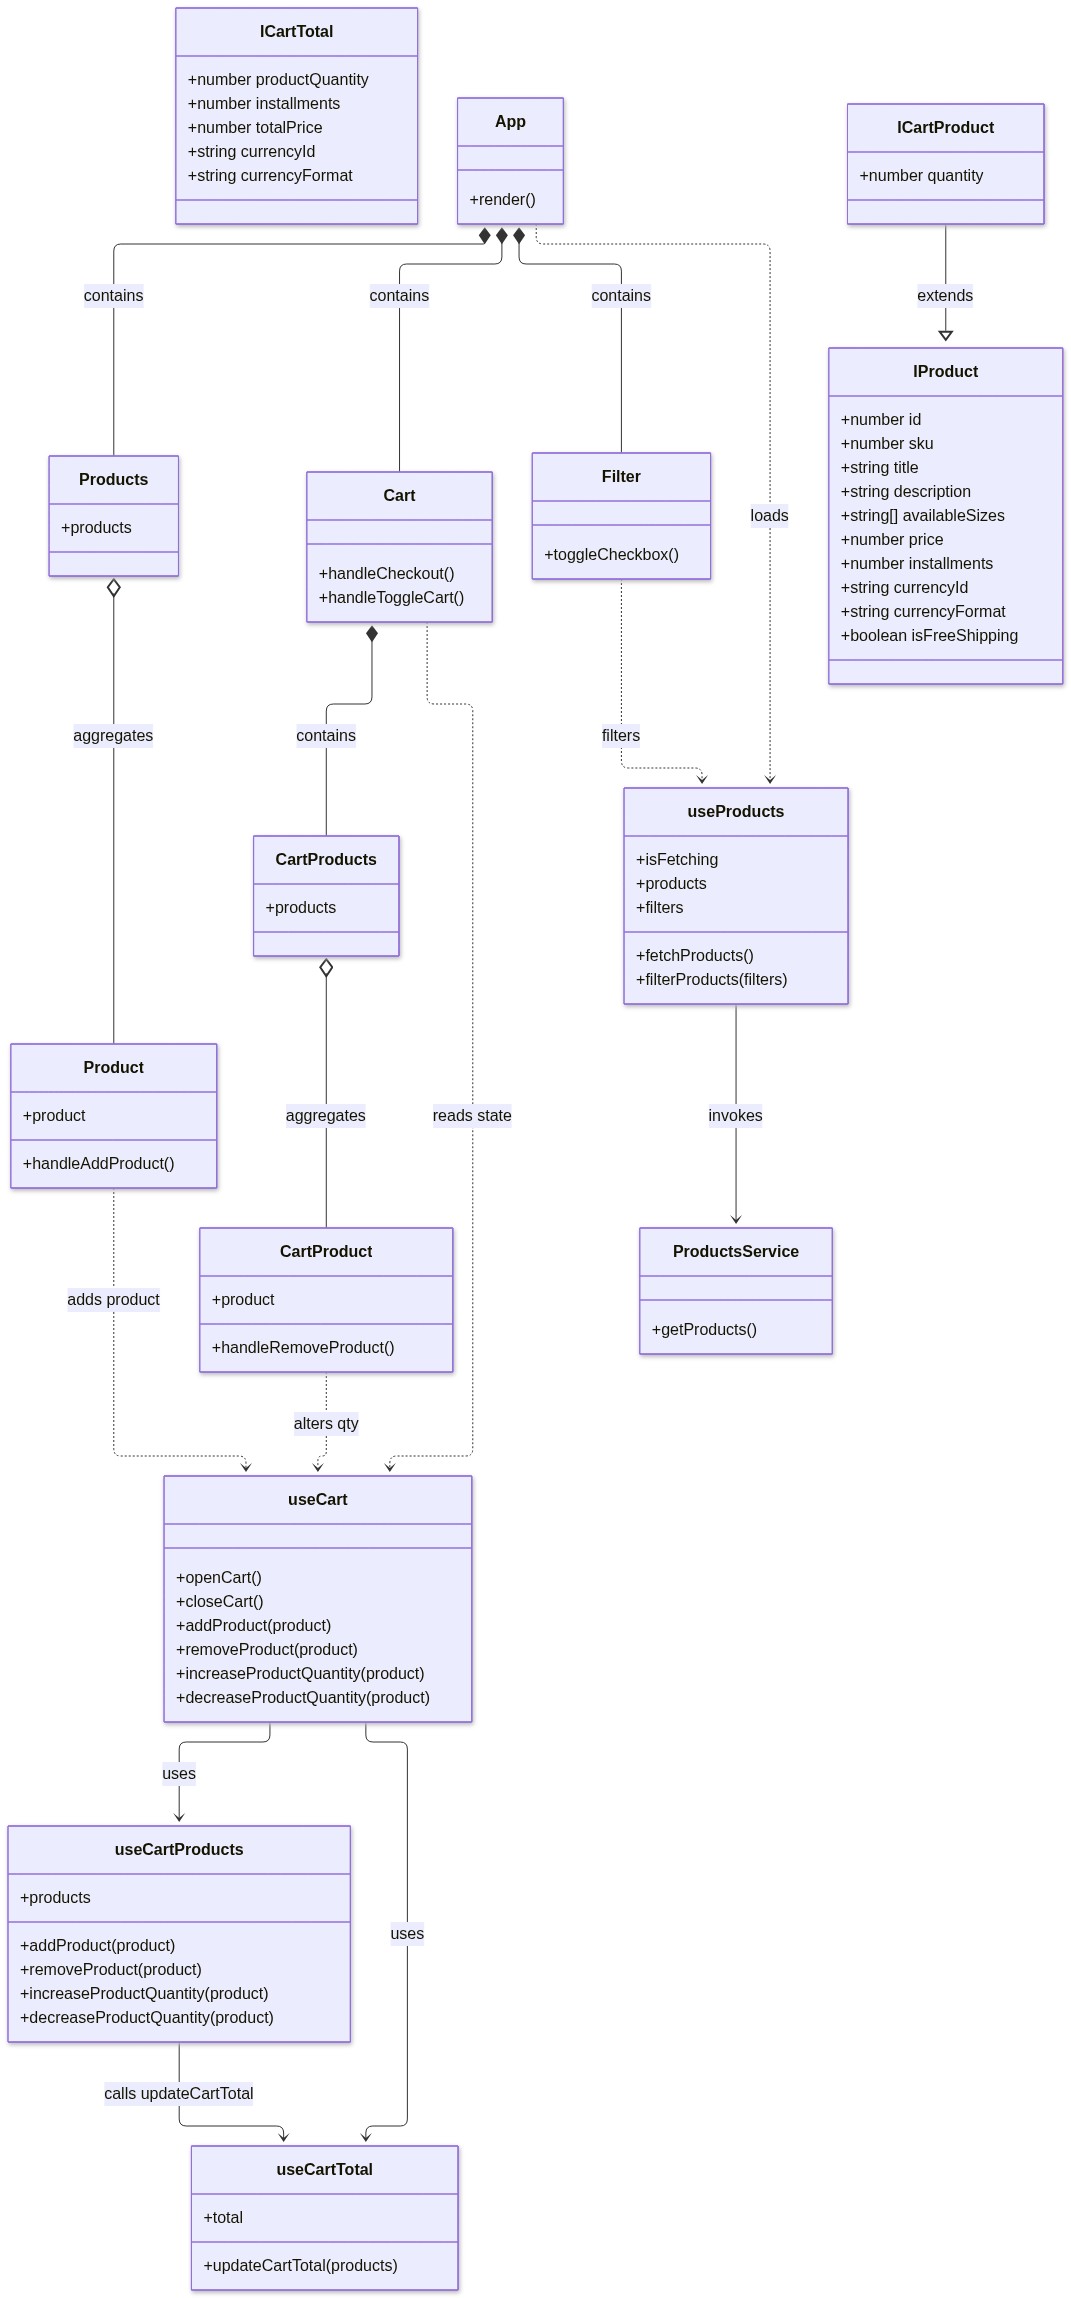 ICartTotal
+number productQuantity
+number installments
+number totalPrice
+string currencyId
+string currencyFormat
App
+render()
ICartProduct
+number quantity
contains
contains
contains
extends
IProduct
+number id
+number sku
+string title
+string description
+string[] availableSizes
+number price
+number installments
+string currencyId
+string currencyFormat
+boolean isFreeShipping
Products
+products
Cart
+handleCheckout()
+handleToggleCart()
Filter
+toggleCheckbox()
loads
aggregates
contains
filters
CartProducts
+products
useProducts
+isFetching
+products
+filters
+fetchProducts()
+filterProducts(filters)
Product
+product
+handleAddProduct()
aggregates
reads state
invokes
adds product
CartProduct
+product
+handleRemoveProduct()
ProductsService
+getProducts()
alters qty
useCart
+openCart()
+closeCart()
+addProduct(product)
+removeProduct(product)
+increaseProductQuantity(product)
+decreaseProductQuantity(product)
uses
useCartProducts
+products
+addProduct(product)
+removeProduct(product)
+increaseProductQuantity(product)
+decreaseProductQuantity(product)
uses
calls updateCartTotal
useCartTotal
+total
+updateCartTotal(products)